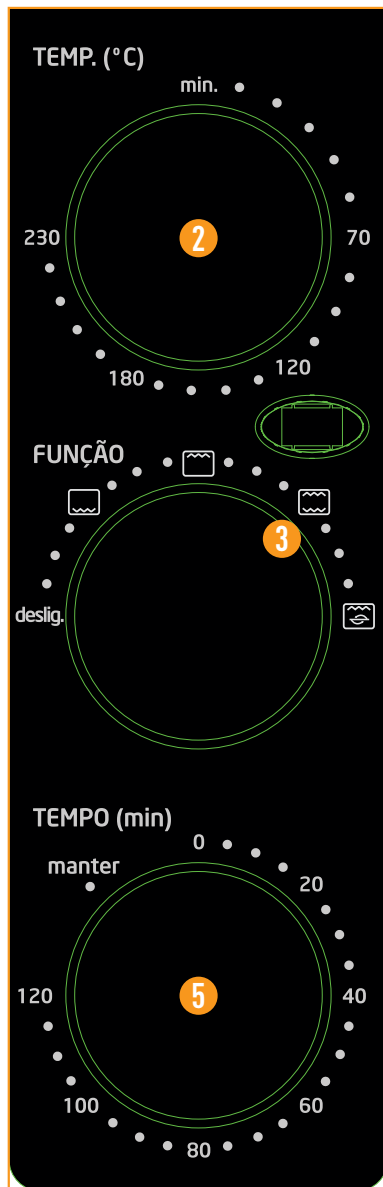 TEMP. (°C)
min.
2
230
70
180
120
FUNÇÃO
3
deslig.
TEMPO (min)
0
manter
20
5
120
40
100
60
80